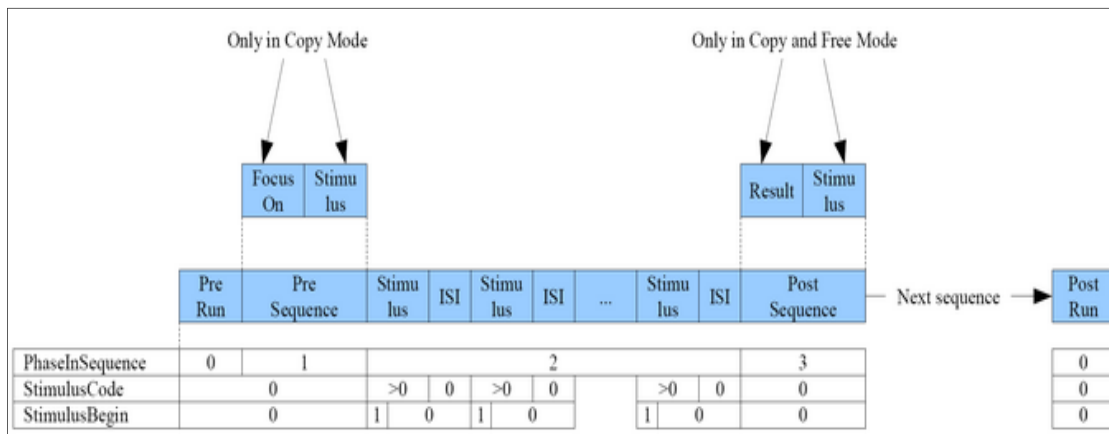 Only in Copy Mode
Only in Copy and Free Mode
Focus
On
Stimu
lus
Result
Stimu
lus
Pre
Run
Pre
Sequence
Stimu
lus
ISI
Stimu
lus
ISI
...
Stimu
lus
ISI
Post
Sequence
Next sequence
Post
Run
PhaseInSequence 0 1 2 3 0
StimulusCode 0 >0 0 >0 0 >0 0 0 0
StimulusBegin 0 1 0 1 0 1 0 0 0